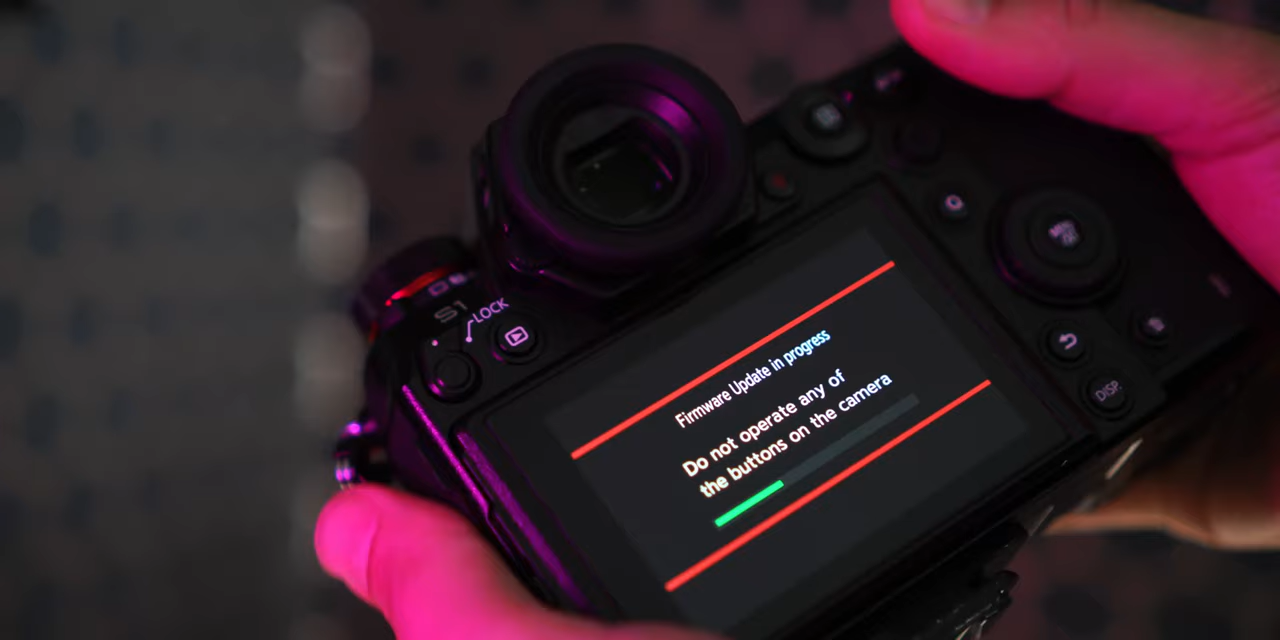 S1
LOCK
Firmware Update in progress
Do not operate any of
the buttons on the camera
DISP.